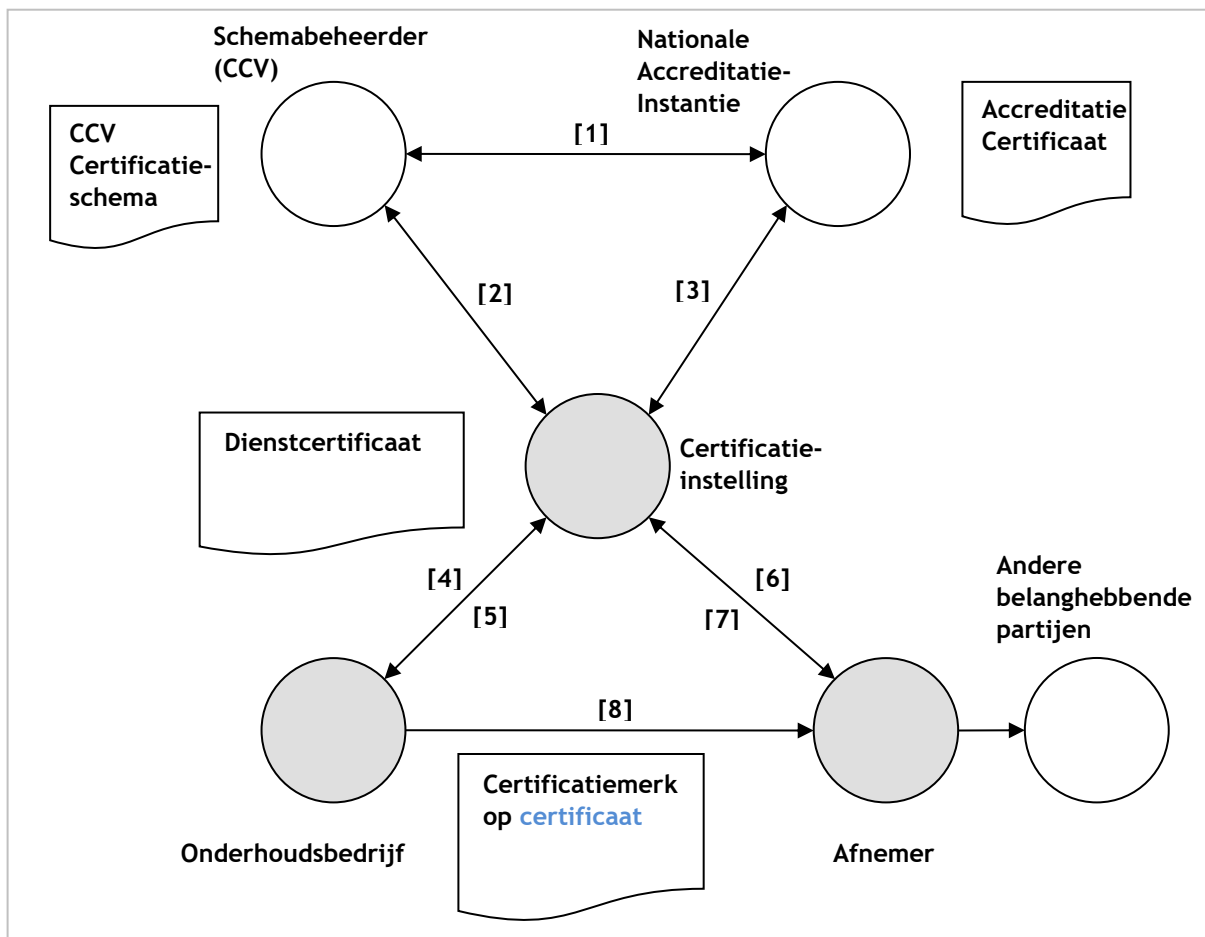 Schemabeheerder
(CCV)
Nationale
Accreditatie-
Instantie
CCV
Certificatie-
schema
[1]
Accreditatie
Certificaat
[2]
[3]
Dienstcertificaat
Certificatie-
instelling
[4]
[5]
[6]
[7]
Andere
belanghebbende
partijen
[8]
Certificatiemerk
op certificaat
Onderhoudsbedrijf
Afnemer